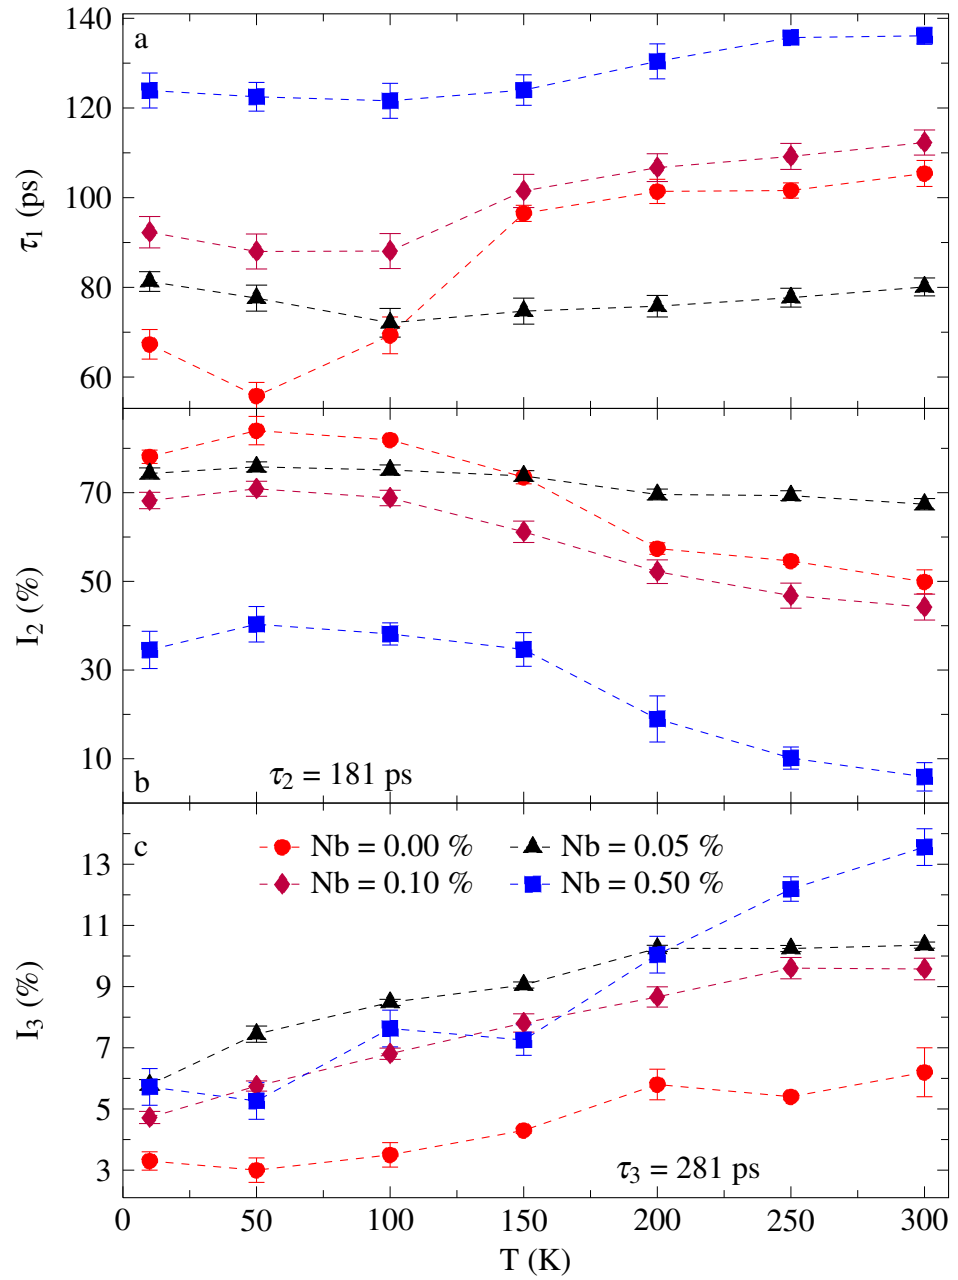 a
140
120
100
80
60
τ1 (ps)
70
50
30
10
I2 (%)
b
τ2 = 181 ps
c
Nb = 0.00 %
Nb = 0.05 %
Nb = 0.10 %
Nb = 0.50 %
13
11
9
7
5
3
I3 (%)
τ3 = 281 ps
0 50 100 150 200 250 300
T (K)